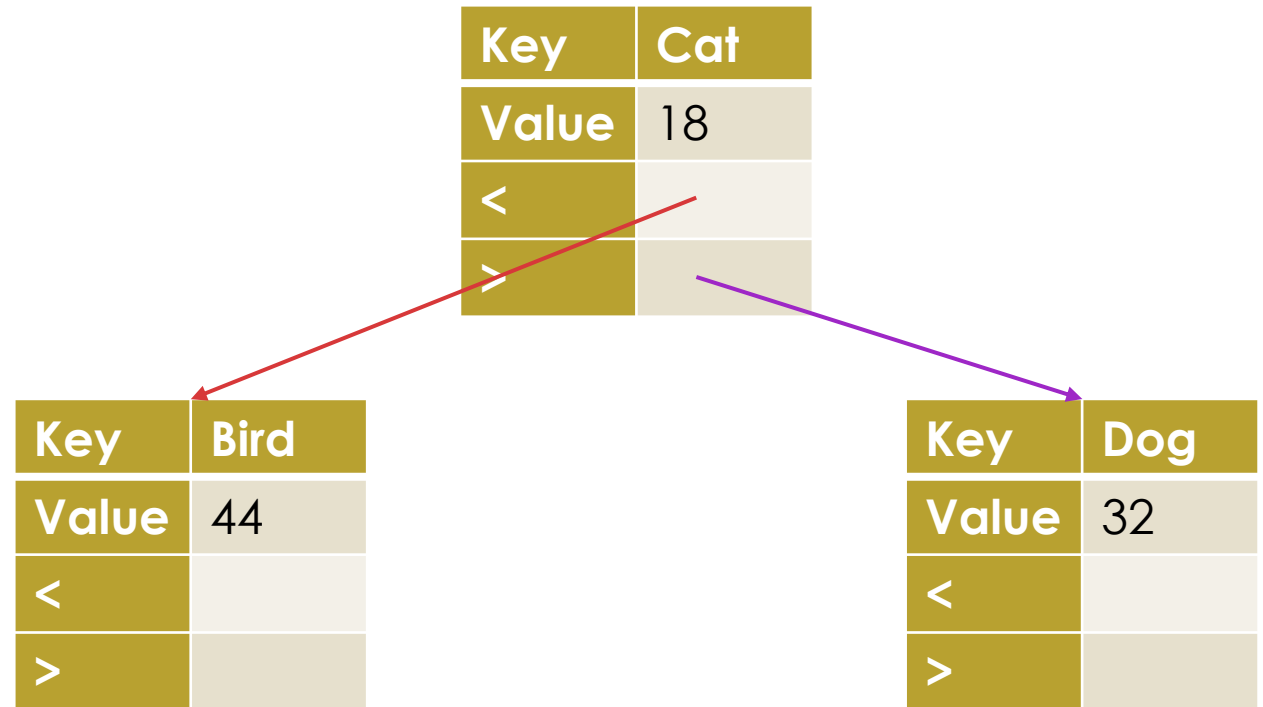 Key Cat
Value 18
<
>
Key Bird
Value 44
<
>
Key Dog
Value 32
<
>